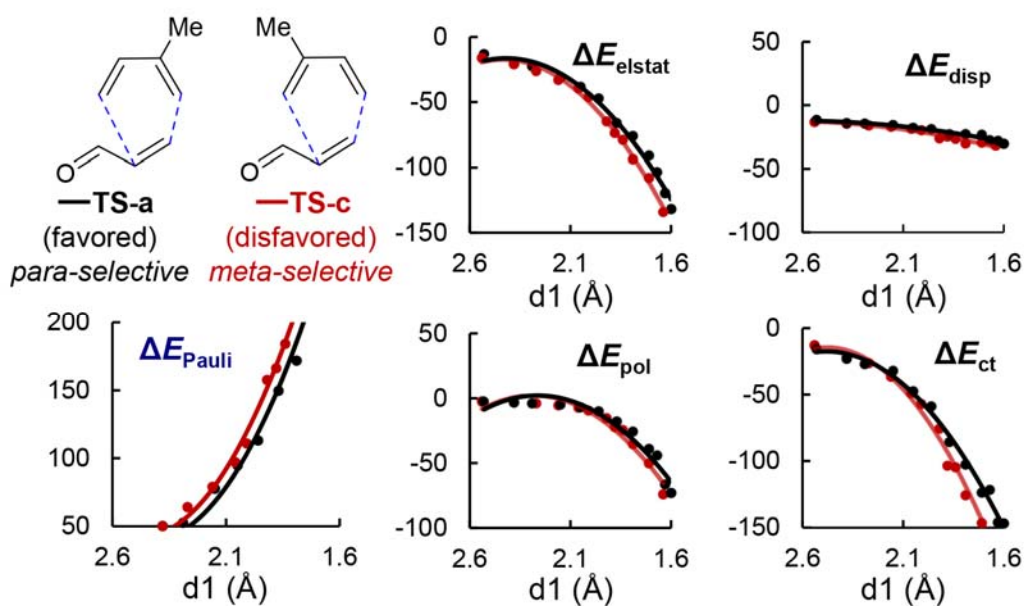 Me
Me
O
O
TS-a
TS-c
(favored)
(disfavored)
para-selective
meta-selective
ΔEelstat
0
-50
-100
-150
2.6
2.1
1.6
d1 (Å)
ΔEdisp
50
0
-50
-100
2.6
2.1
1.6
d1 (Å)
ΔEPauli
200
150
100
50
2.6
2.1
1.6
d1 (Å)
ΔEpol
50
0
-50
-100
2.6
2.1
1.6
d1 (Å)
ΔEct
0
-50
-100
-150
2.6
2.1
1.6
d1 (Å)